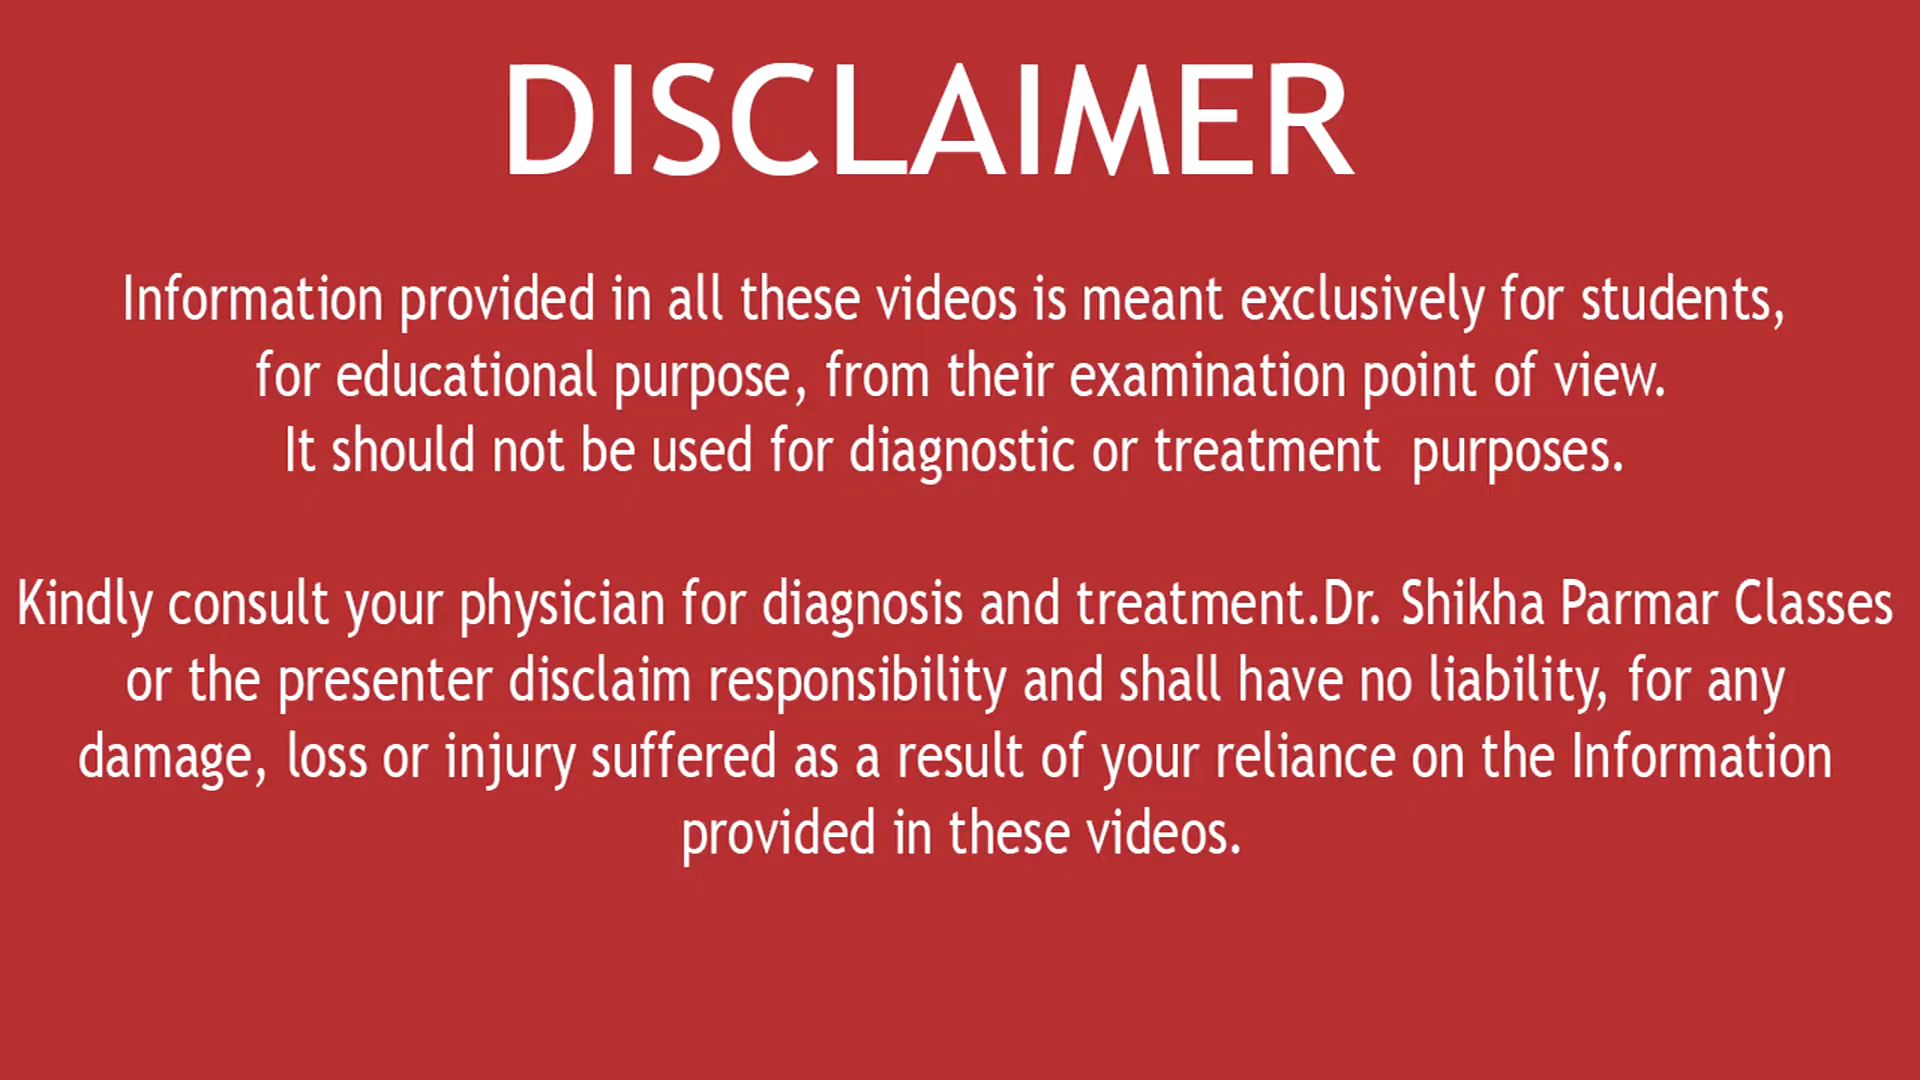 DISCLAIMER
Information provided in all these videos is meant exclusively for students,
for educational purpose, from their examination point of view.
It should not be used for diagnostic or treatment  purposes.
Kindly consult your physician for diagnosis and treatment.Dr. Shikha Parmar Classes
or the presenter disclaim responsibility and shall have no liability, for any
damage, loss or injury suffered as a result of your reliance on the Information
provided in these videos.